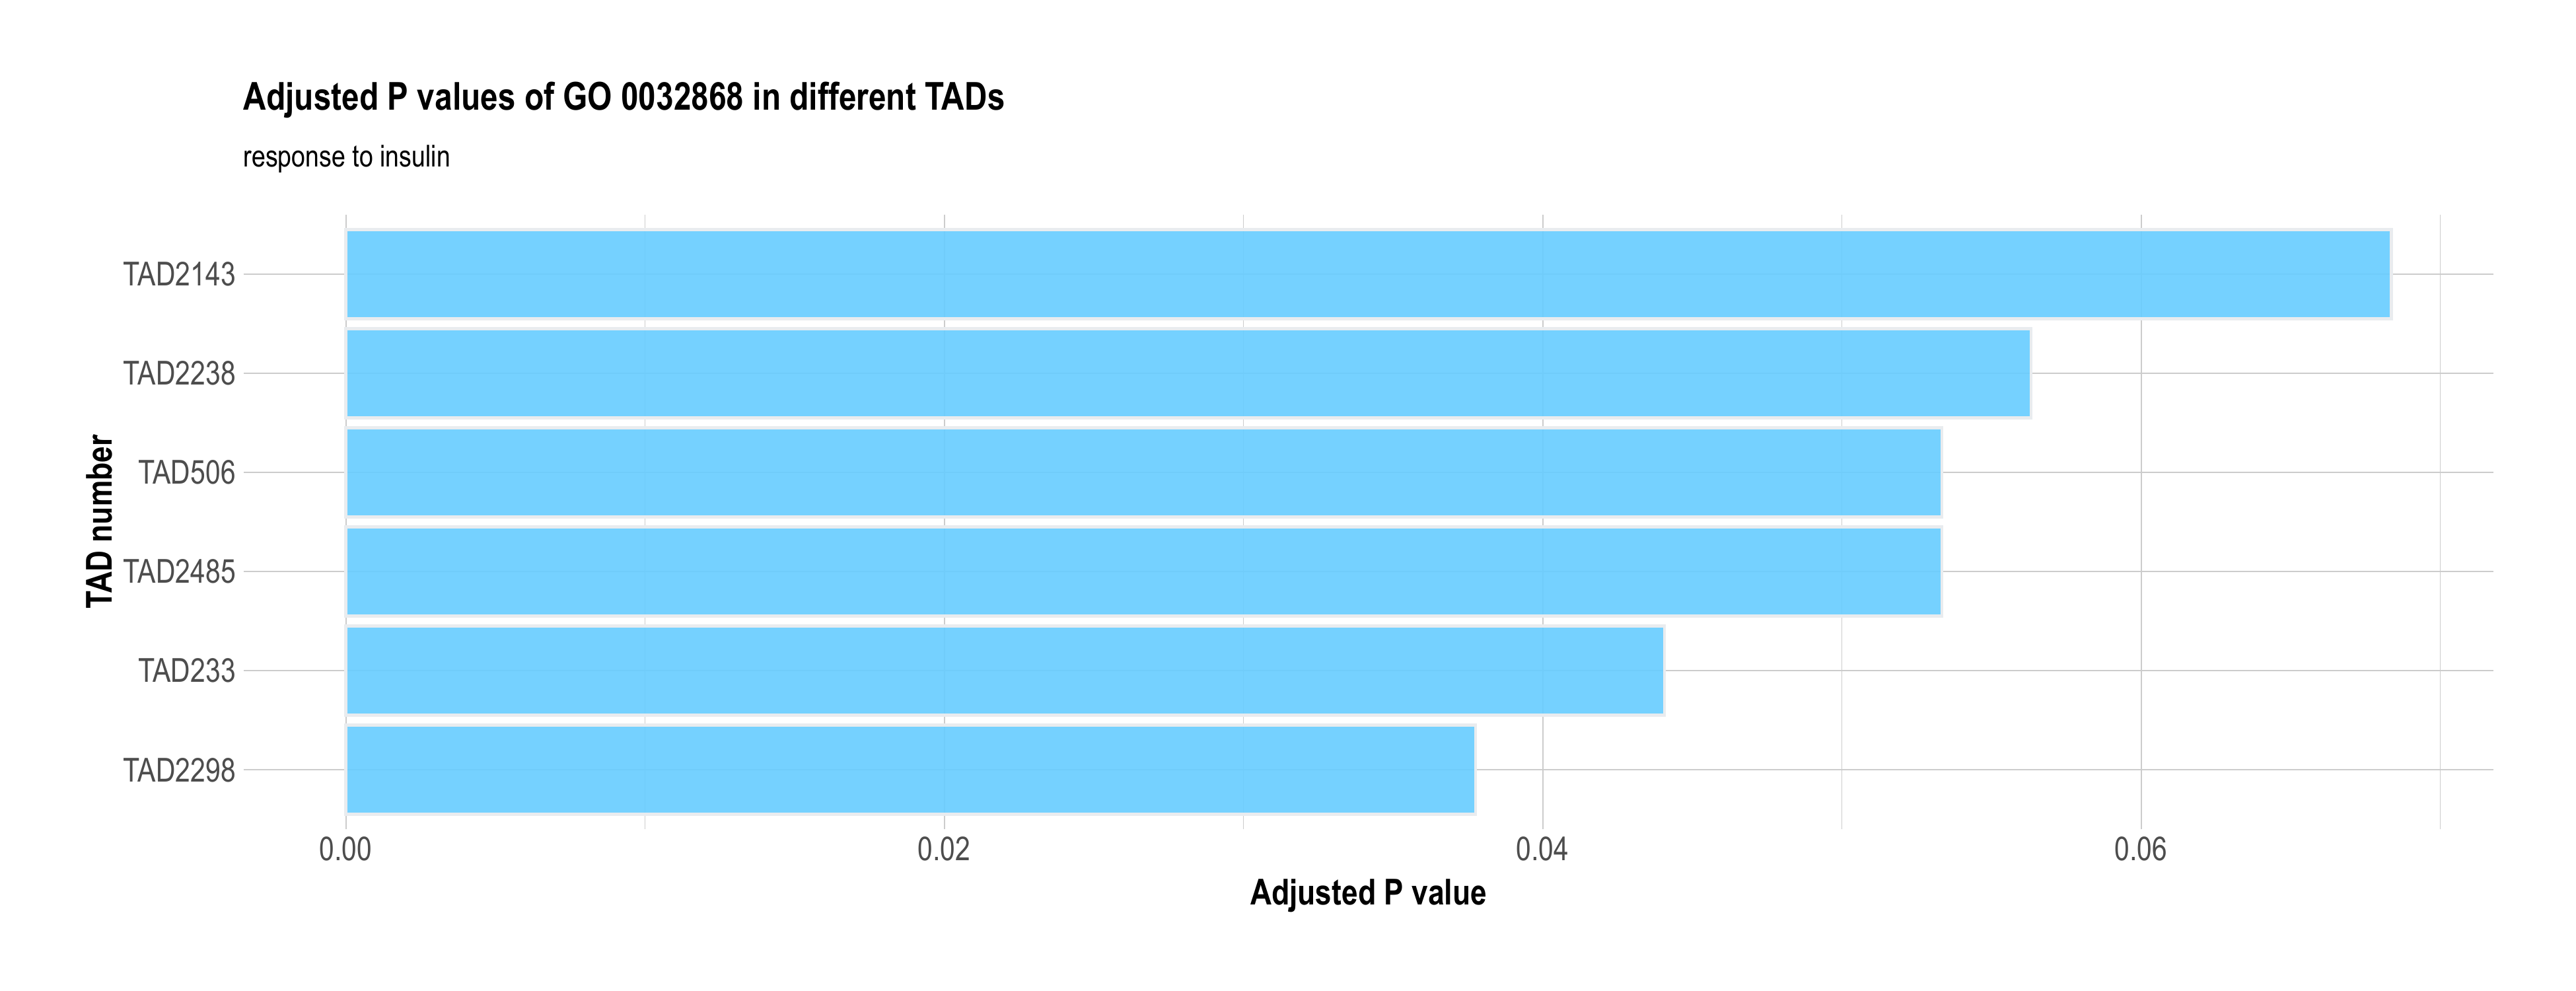 Adjusted P values of GO 0032868 in different TADs
response to insulin
TAD number
TAD2143
TAD2238
TAD506
TAD2485
TAD233
TAD2298
0.00 0.02 0.04 0.06
Adjusted P value